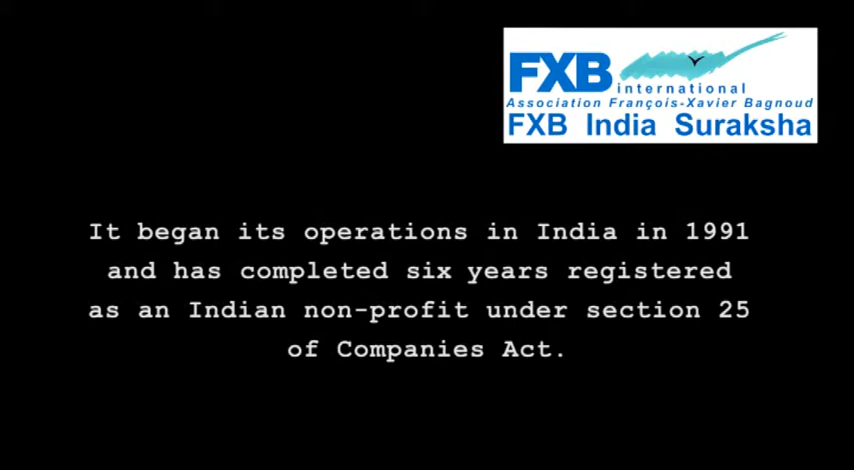 FXB
international
Association François-Xavier Bagnoud
FXB India Suraksha
It began its operations in India in 1991
and has completed six years registered
as an Indian non-profit under section 25
of Companies Act.